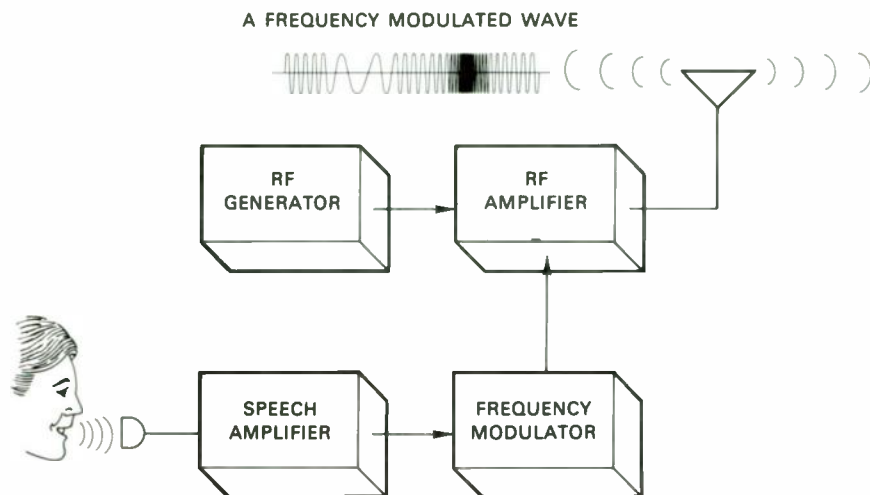 A FREQUENCY MODULATED WAVE
RF
GENERATOR
RF
AMPLIFIER
SPEECH
AMPLIFIER
FREQUENCY
MODULATOR